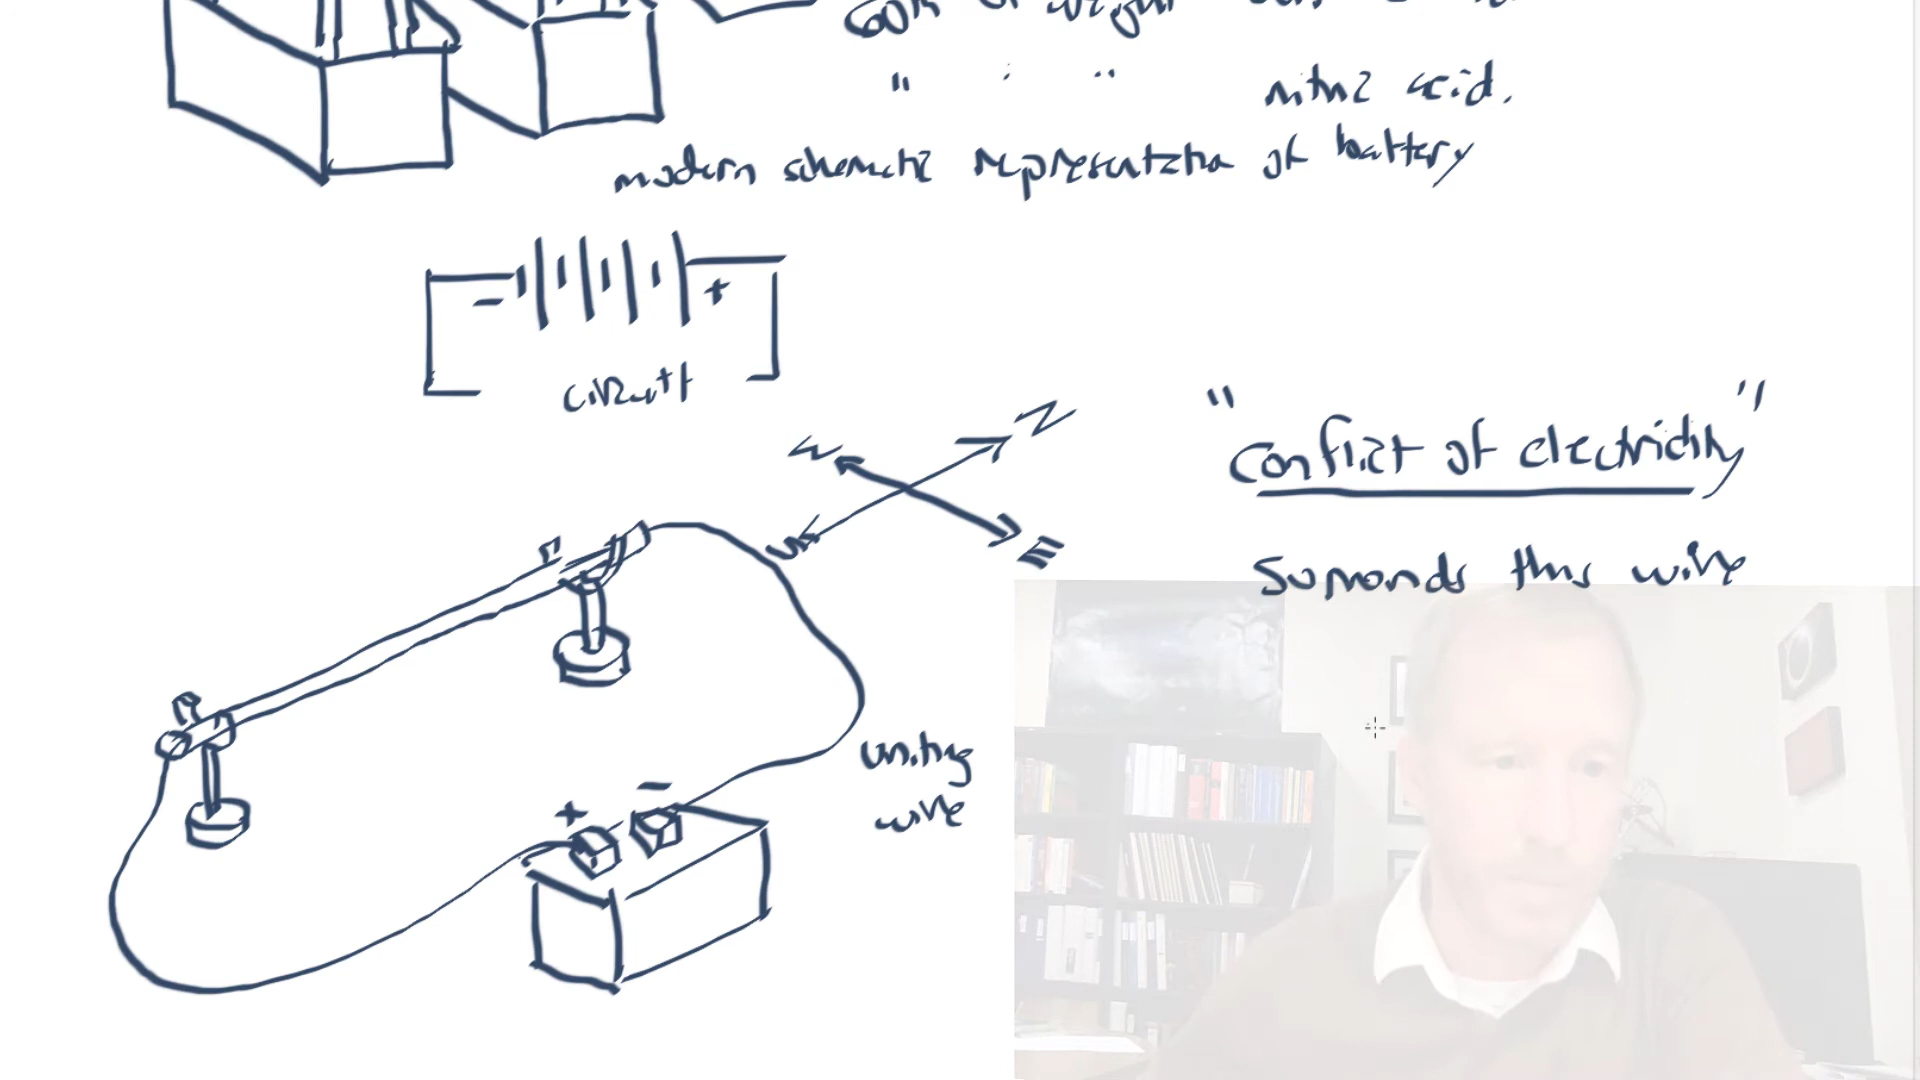 " " " nitric acid.
modern schematic representation of battery
- +
circuit
N
W
S
E
"conflict of electricity"
surrounds this wire
uniting
wire
+ -